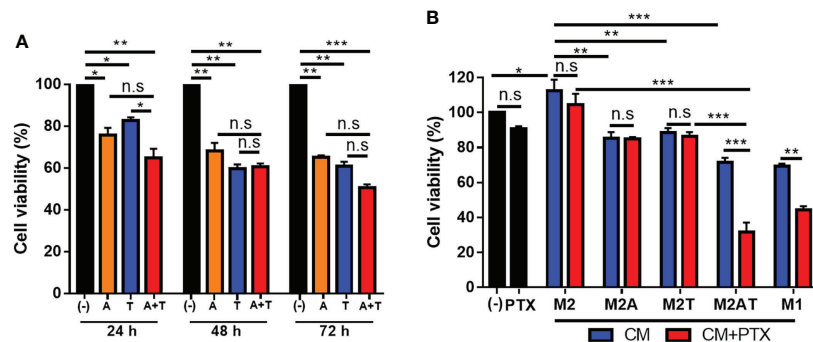 A
Cell viability (%)
100
80
60
40
20
0
** ** ***
* ** **
* ** **
n.s n.s n.s
* n.s n.s
(-) A T A+T (-) A T A+T (-) A T A+T
24 h 48 h 72 h
B
Cell viability (%)
120
100
80
60
40
20
0
***
**
**
* n.s ***
n.s n.s n.s *** *** **
(-) PTX M2 M2A M2T M2AT M1
CM CM+PTX